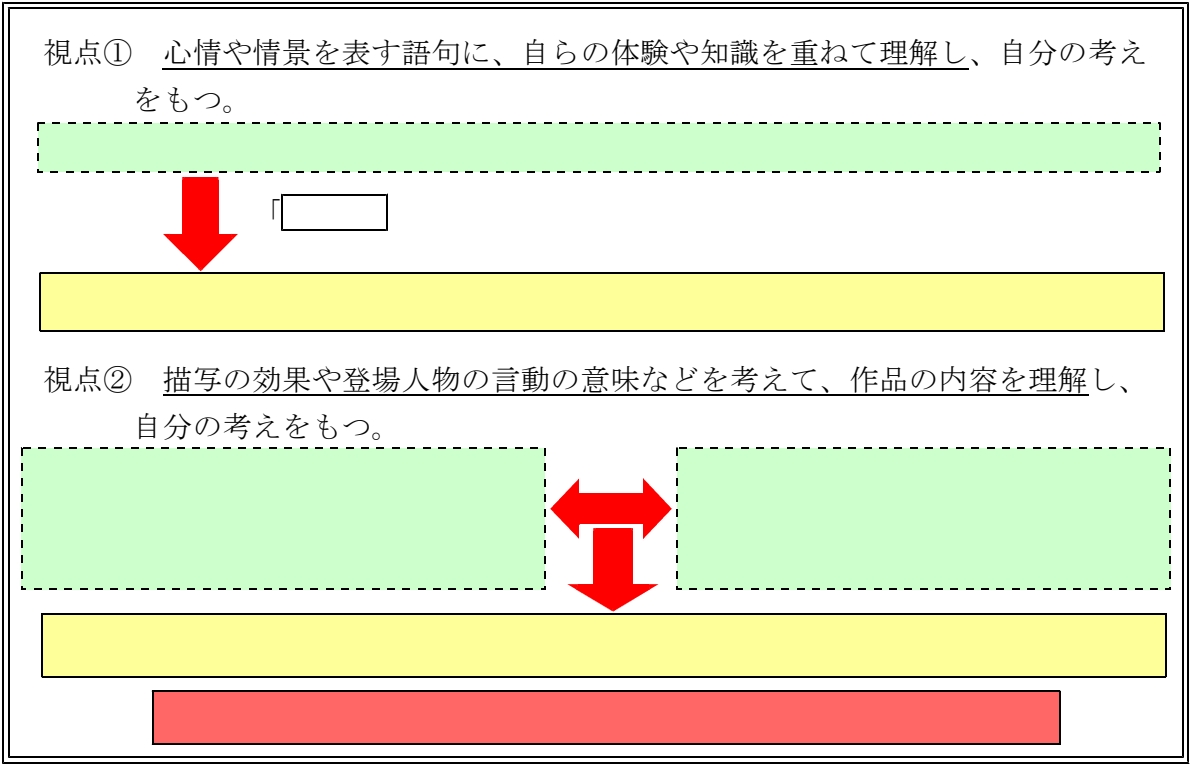 視点① 心情や情景を表す語句に、自らの体験や知識を重ねて理解し、自分の考え
をもつ。
「
視点② 描写の効果や登場人物の言動の意味などを考えて、作品の内容を理解し、
自分の考えをもつ。